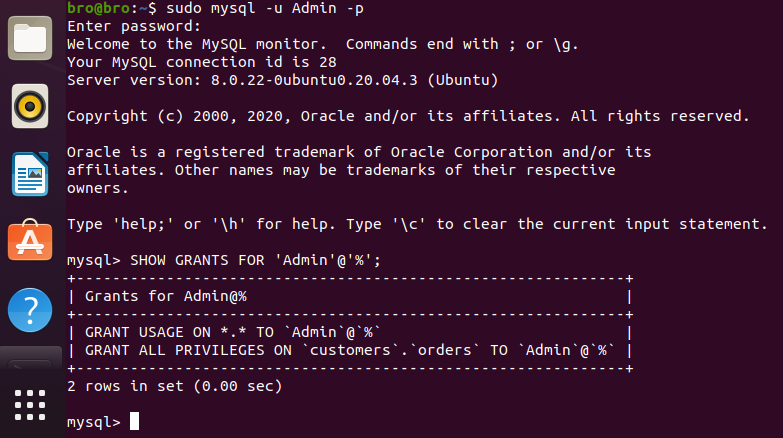 bro@bro:~$ sudo mysql -u Admin -p
Enter password:
Welcome to the MySQL monitor.  Commands end with ; or \g.
Your MySQL connection id is 28
Server version: 8.0.22-0ubuntu0.20.04.3 (Ubuntu)

Copyright (c) 2000, 2020, Oracle and/or its affiliates. All rights reserved.

Oracle is a registered trademark of Oracle Corporation and/or its
affiliates. Other names may be trademarks of their respective
owners.

Type 'help;' or '\h' for help. Type '\c' to clear the current input statement.

mysql> SHOW GRANTS FOR 'Admin'@'%';
+-------------------------------------------------------------+
| Grants for Admin@%                                          |
+-------------------------------------------------------------+
| GRANT USAGE ON *.* TO `Admin`@`%`                           |
| GRANT ALL PRIVILEGES ON `customers`.`orders` TO `Admin`@`%` |
+-------------------------------------------------------------+
2 rows in set (0.00 sec)

mysql>